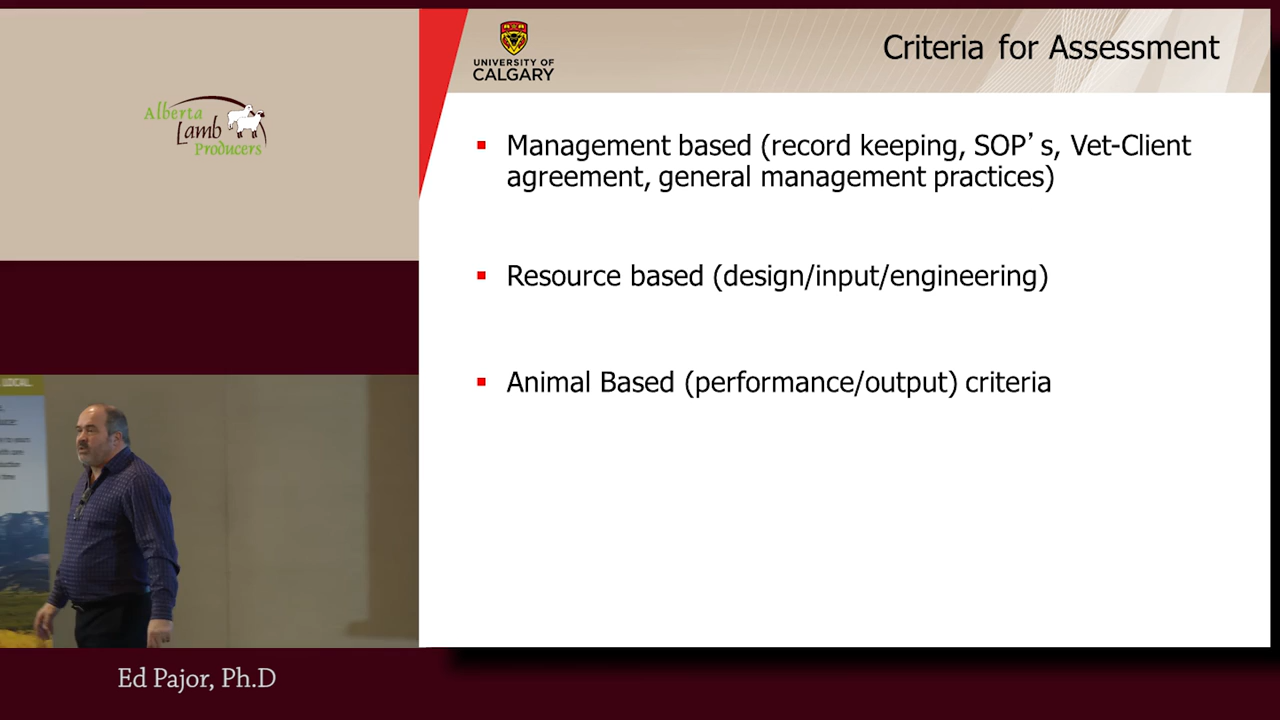 Alberta
Lamb
Producers
UNIVERSITY OF
CALGARY
Criteria for Assessment
▪ Management based (record keeping, SOP's, Vet-Client
agreement, general management practices)
▪ Resource based (design/input/engineering)
▪ Animal Based (performance/output) criteria
LOCAL.
Ed Pajor, Ph.D